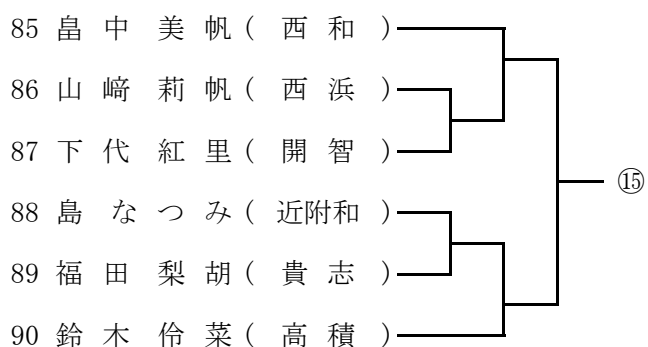 85 畠中美帆(西和)
86 山﨑莉帆(西浜)
87 下代紅里(開智)
⑮
88 島なつみ(近附和)
89 福田梨胡(貴志)
90 鈴木伶菜(高積)